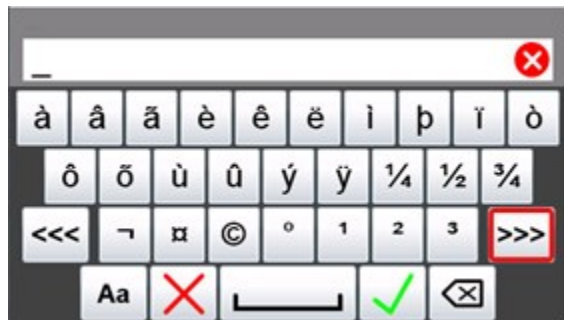 _
à â ã è ê ë ì þ ï ò
ô õ ù û ý ÿ ¼ ½ ¾
<<< ¬ ¤ © º ¹ ² ³ >>>
Aa